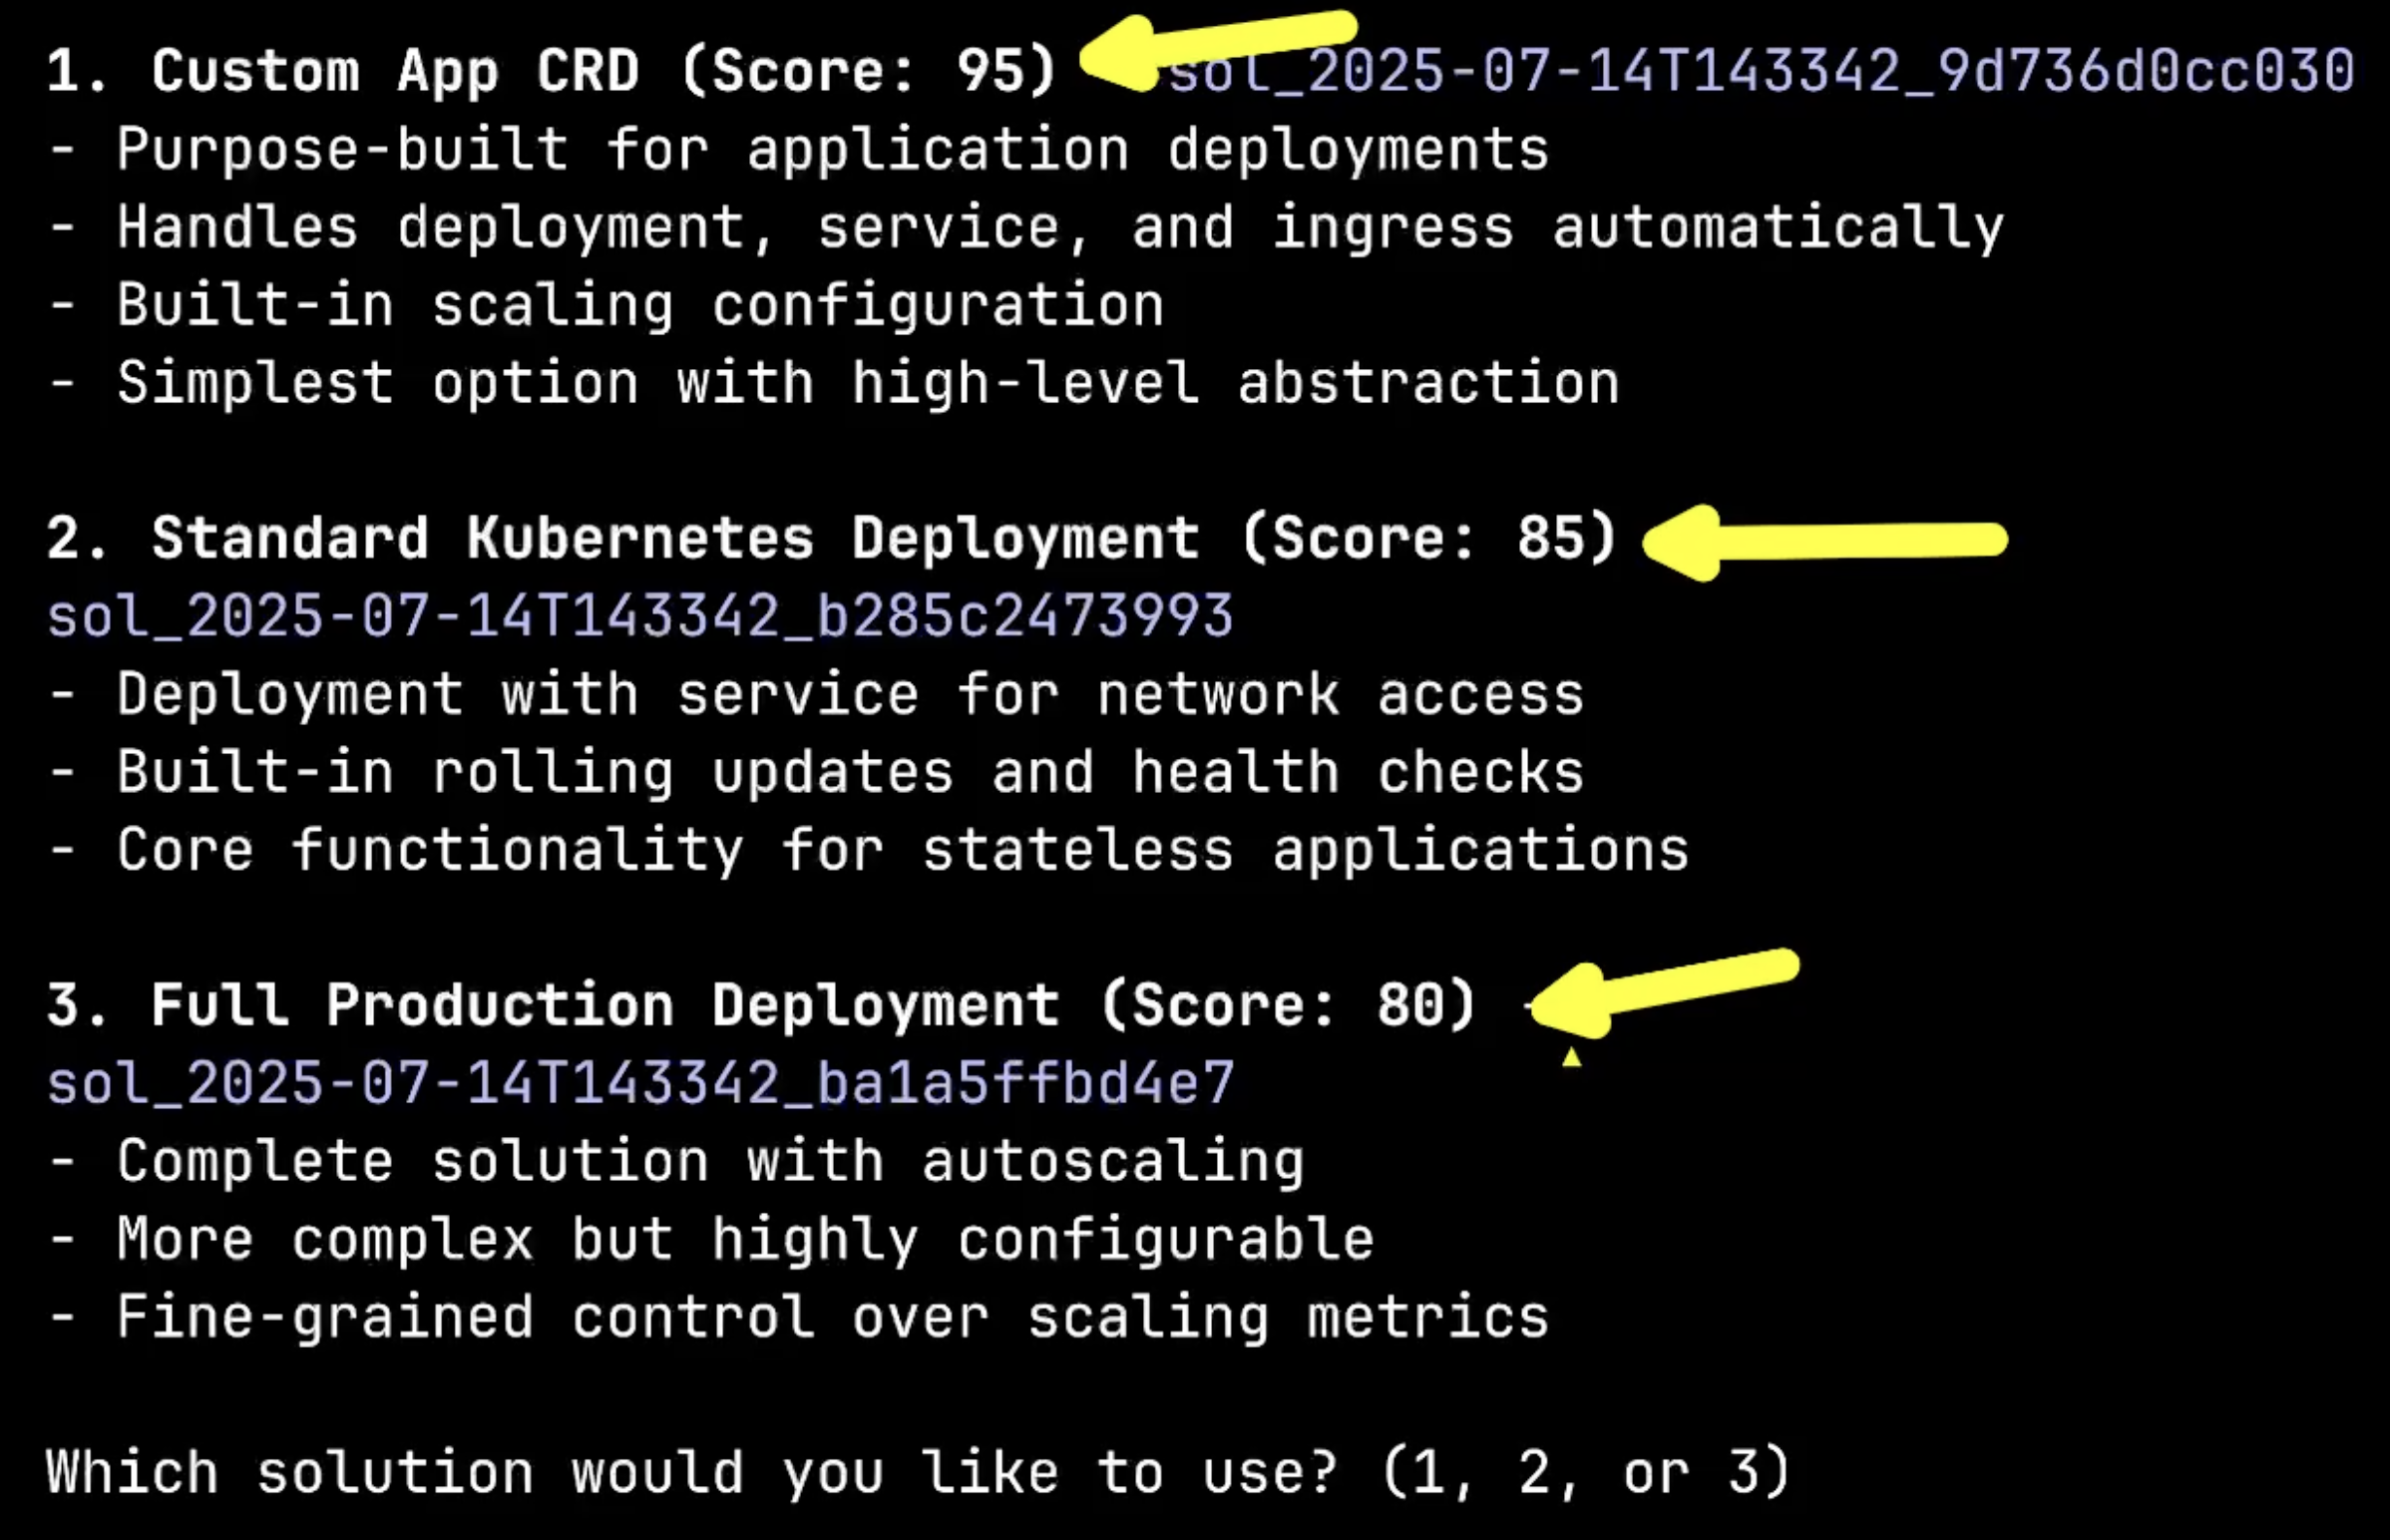 1. Custom App CRD (Score: 95) sol_2025-07-14T143342_9d736d0cc030
- Purpose-built for application deployments
- Handles deployment, service, and ingress automatically
- Built-in scaling configuration
- Simplest option with high-level abstraction
2. Standard Kubernetes Deployment (Score: 85)
sol_2025-07-14T143342_b285c2473993
- Deployment with service for network access
- Built-in rolling updates and health checks
- Core functionality for stateless applications
3. Full Production Deployment (Score: 80) -
sol_2025-07-14T143342_ba1a5ffbd4e7
- Complete solution with autoscaling
- More complex but highly configurable
- Fine-grained control over scaling metrics
Which solution would you like to use? (1, 2, or 3)